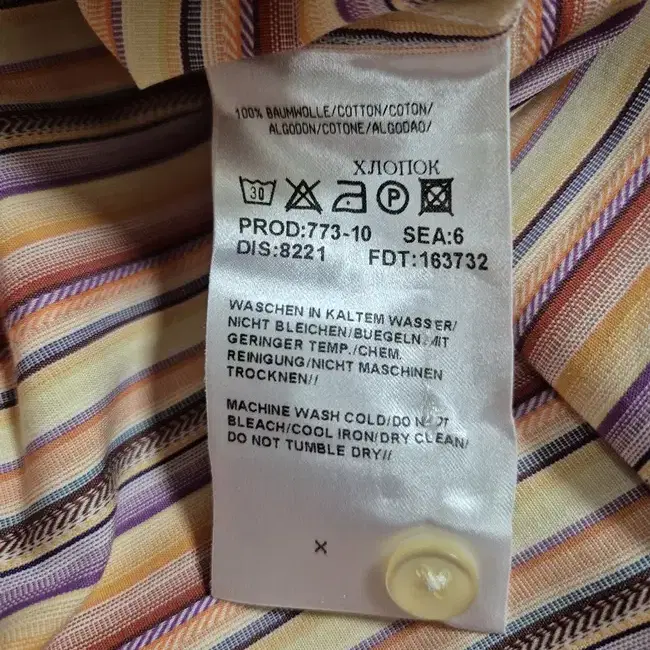 100% BAUMWOLLE/COTTON/COTON/
ALGODON/COTONE/ALGODAO/
ХЛОПОК
30 P
PROD:773-10 SEA:6
DIS:8221 FDT:163732
WASCHEN IN KALTEM WASSER/
NICHT BLEICHEN/BUEGELN MIT
GERINGER TEMP./CHEM.
REINIGUNG/NICHT MASCHINEN
TROCKNEN//
MACHINE WASH COLD/DO NOT
BLEACH/COOL IRON/DRY CLEAN/
DO NOT TUMBLE DRY//
X